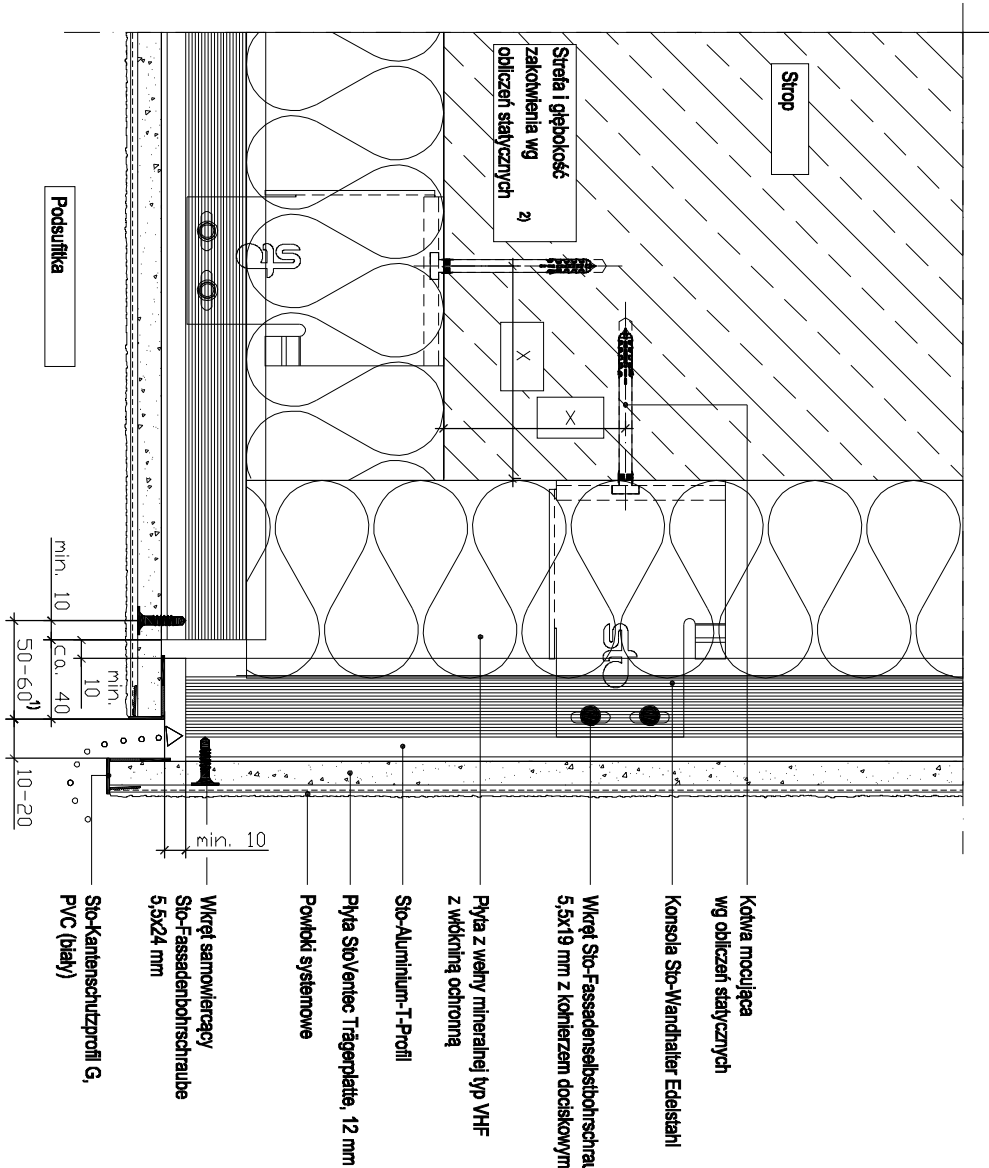 Strop
Strefa i głębokość
zakotwienia wg
obliczeń statycznych 2)
Podsufitka
X
X
sto
sto
min. 10
ca. 40
min.
10
50-60¹⁾
10-20
min. 10
Kotwa mocująca
wg obliczeń statycznych
Konsola Sto-Wandhalter Edelstahl
Wkręt Sto-Fassadenselbstbohrschrau
5,5x19 mm z kołnierzem dociskowym
Płyta z wełny mineralnej typ VHF
z włókniną ochronną
Sto-Aluminium-T-Profil
Płyta StoVentec Trägerplatte, 12 mm
Powłoki systemowe
Wkręt samowiercący
Sto-Fassadenbohrschraube
5,5x24 mm
Sto-Kantenschutzprofil G,
PVC (biały)